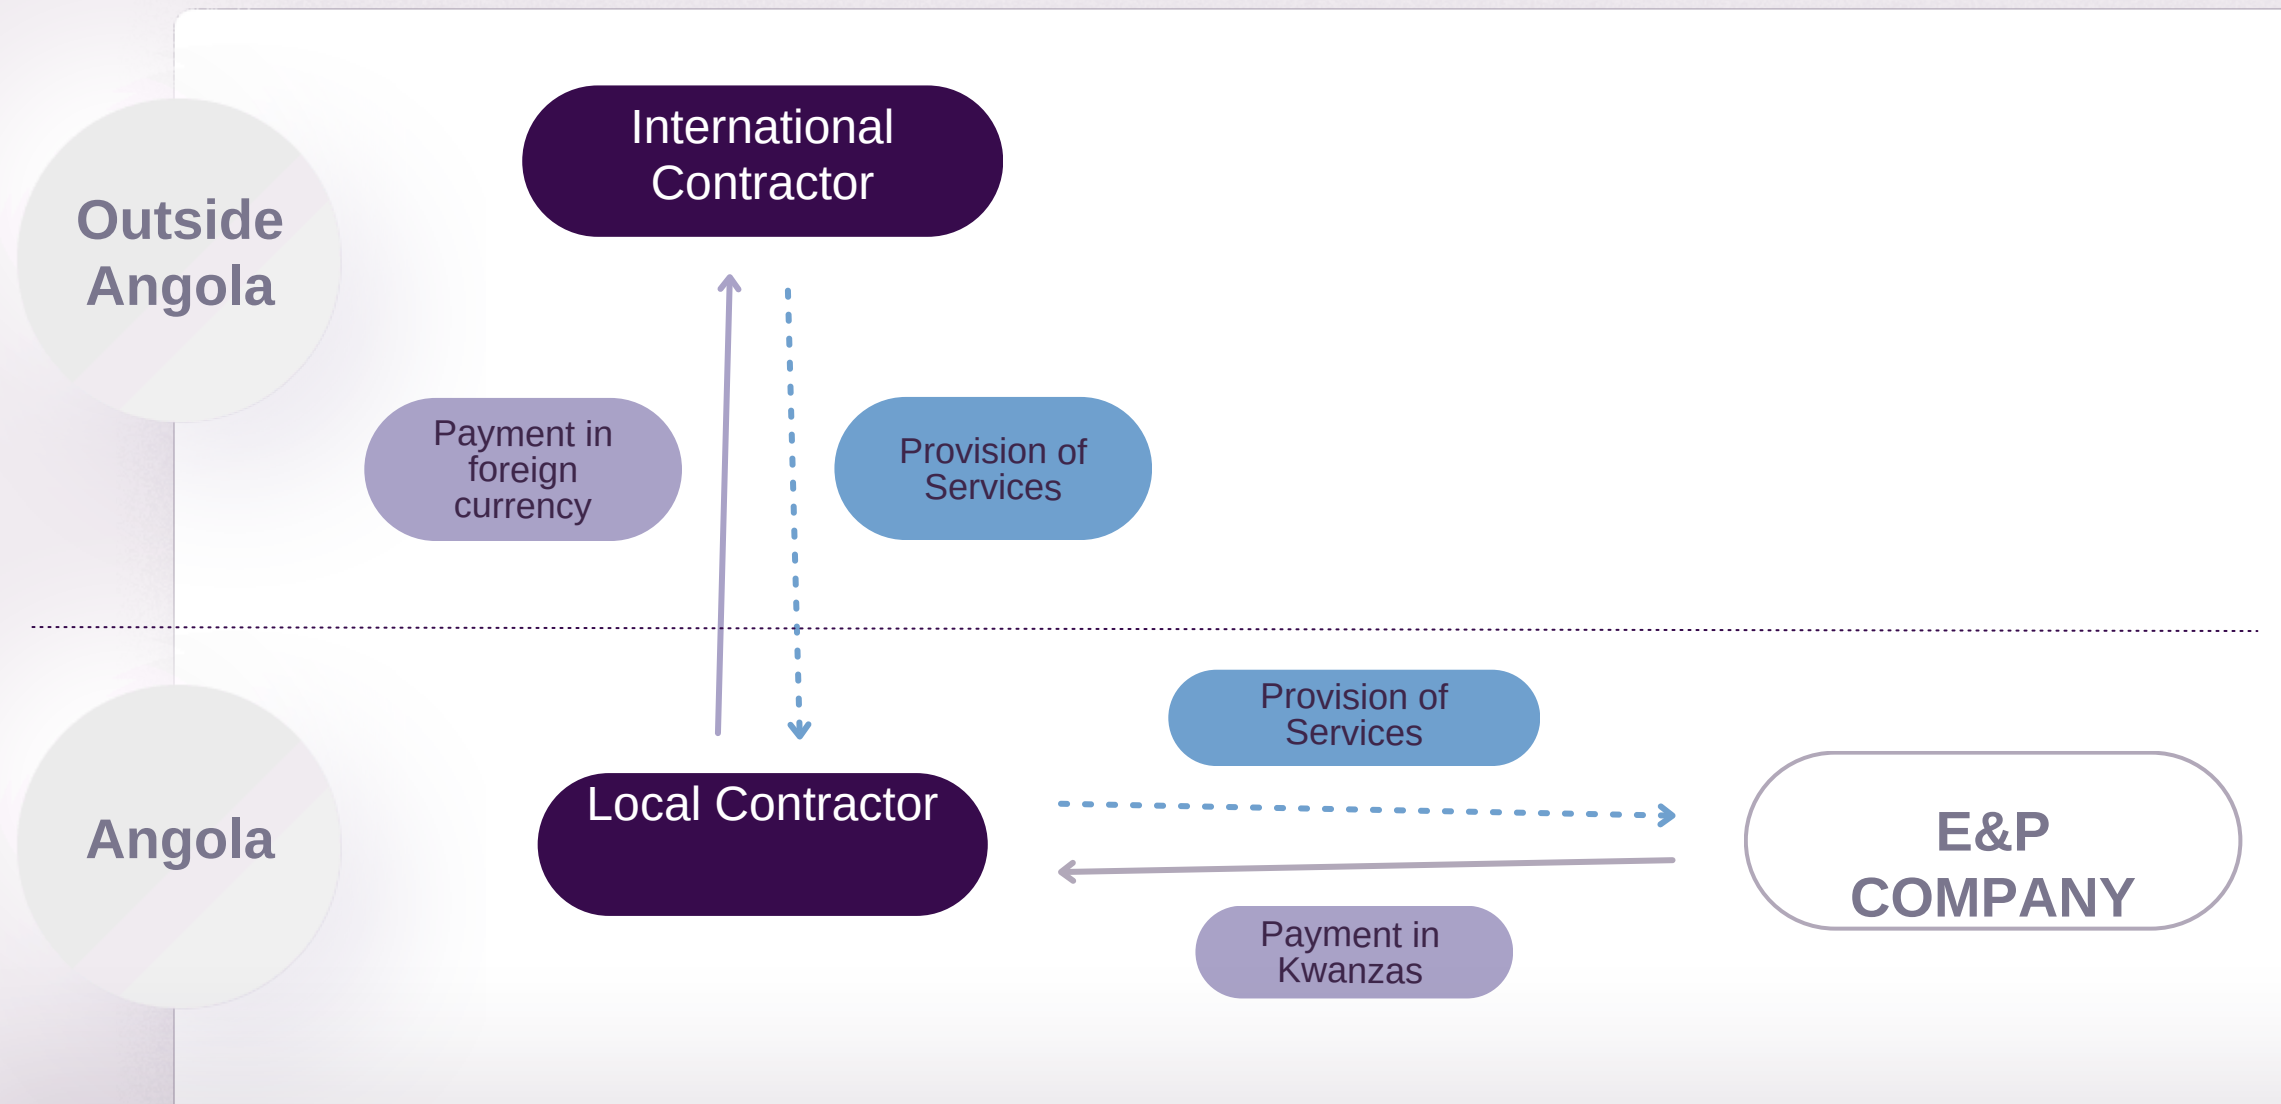 International
Contractor
Outside
Angola
Payment in
foreign
currency
Provision of
Services
Provision of
Services
Local Contractor
Angola
E&P
COMPANY
Payment in
Kwanzas